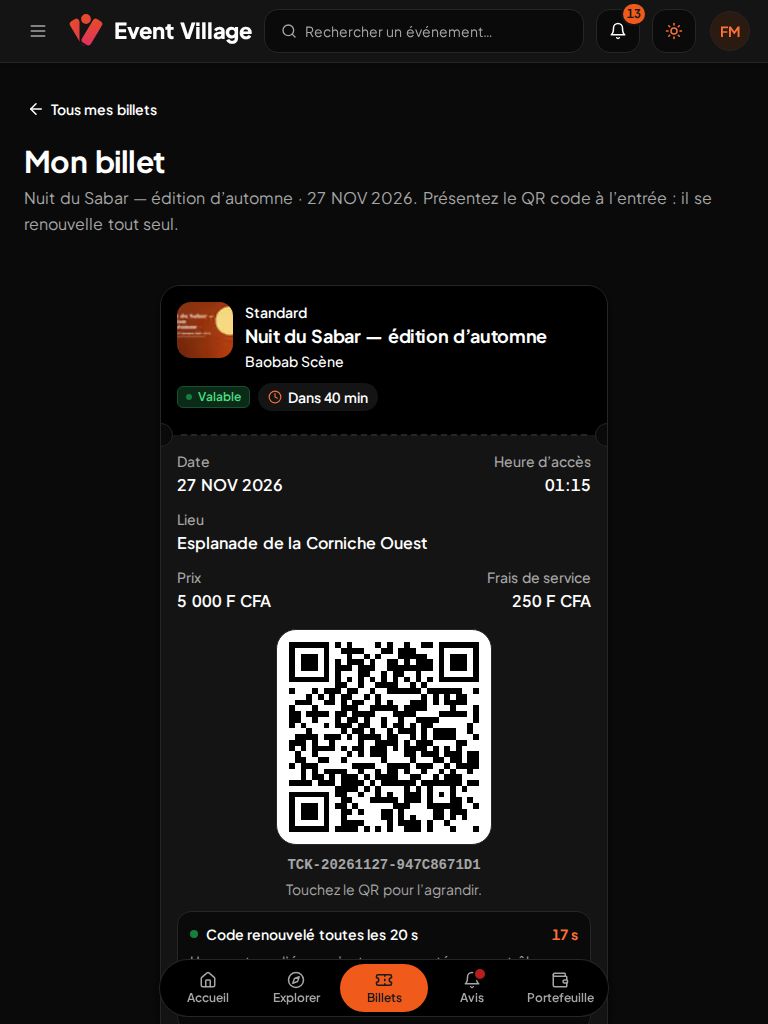 Event Village
Rechercher un événement…
13
FM
Tous mes billets
Mon billet
Nuit du Sabar — édition d’automne · 27 NOV 2026. Présentez le QR code à l’entrée : il se
renouvelle tout seul.
Standard
Nuit du Sabar — édition d’automne
Baobab Scène
Valable
Dans 40 min
Date
Heure d’accès
27 NOV 2026
01:15
Lieu
Esplanade de la Corniche Ouest
Prix
Frais de service
5 000 F CFA
250 F CFA
TCK-20261127-947C8671D1
Touchez le QR pour l’agrandir.
Code renouvelé toutes les 20 s
17 s
Accueil
Explorer
Billets
Avis
Portefeuille